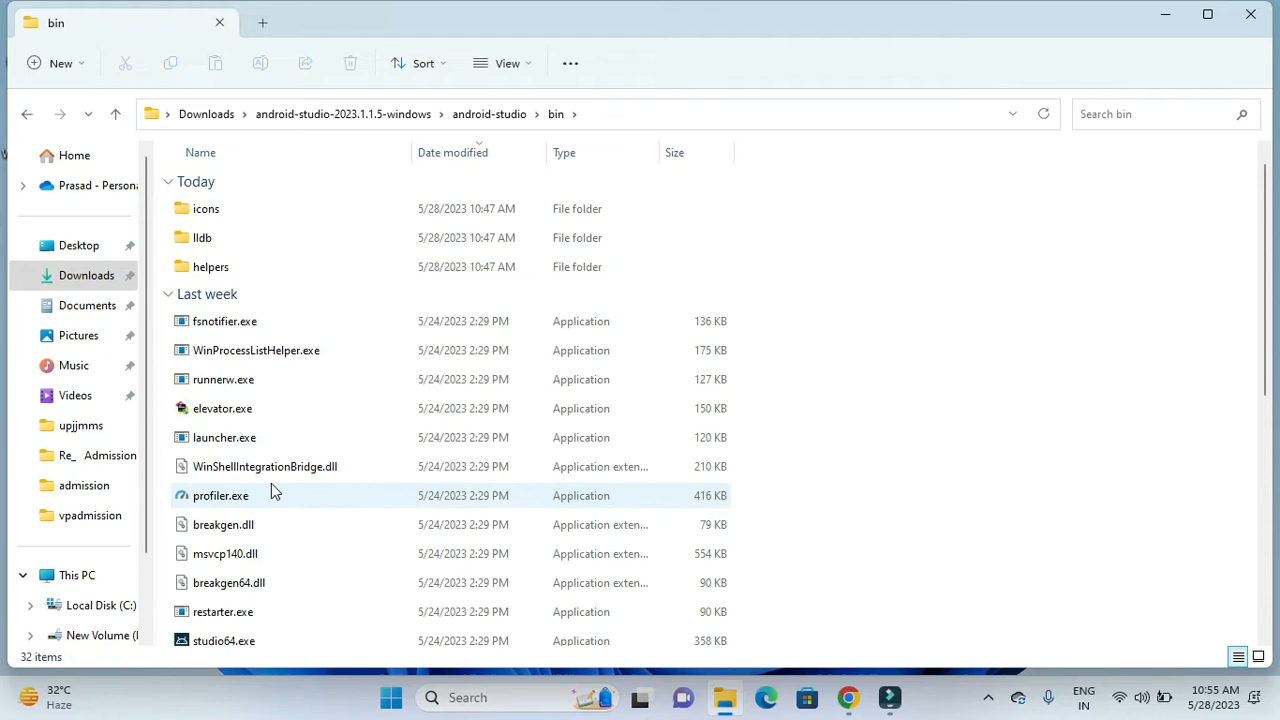 bin
New
Sort
View
Downloads > android-studio-2023.1.1.5-windows > android-studio > bin >
Search bin
Home
Prasad - Persona
Desktop
Downloads
Documents
Pictures
Music
Videos
upjjmms
Re_ Admission
admission
vpadmission
This PC
Local Disk (C:)
New Volume (
Name Date modified Type Size
Today
icons 5/28/2023 10:47 AM File folder
lldb 5/28/2023 10:47 AM File folder
helpers 5/28/2023 10:47 AM File folder
Last week
fsnotifier.exe 5/24/2023 2:29 PM Application 136 KB
WinProcessListHelper.exe 5/24/2023 2:29 PM Application 175 KB
runnerw.exe 5/24/2023 2:29 PM Application 127 KB
elevator.exe 5/24/2023 2:29 PM Application 150 KB
launcher.exe 5/24/2023 2:29 PM Application 120 KB
WinShellIntegrationBridge.dll 5/24/2023 2:29 PM Application exten... 210 KB
profiler.exe 5/24/2023 2:29 PM Application 416 KB
breakgen.dll 5/24/2023 2:29 PM Application exten... 79 KB
msvcp140.dll 5/24/2023 2:29 PM Application exten... 554 KB
breakgen64.dll 5/24/2023 2:29 PM Application exten... 90 KB
restarter.exe 5/24/2023 2:29 PM Application 90 KB
studio64.exe 5/24/2023 2:29 PM Application 358 KB
32 items
32°C
Haze
Search
ENG
IN
10:55 AM
5/28/2023